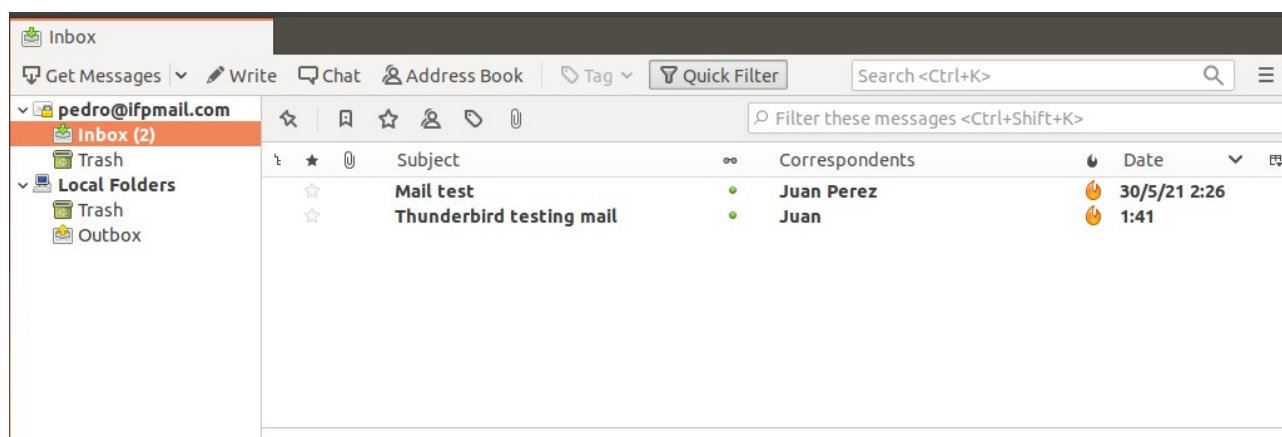 Inbox
Get Messages Write Chat Address Book Tag Quick Filter Search <Ctrl+K>
pedro@ifpmail.com
Inbox (2)
Trash
Local Folders
Trash
Outbox
Filter these messages <Ctrl+Shift+K>
Subject Correspondents Date
Mail test Juan Perez 30/5/21 2:26
Thunderbird testing mail Juan 1:41